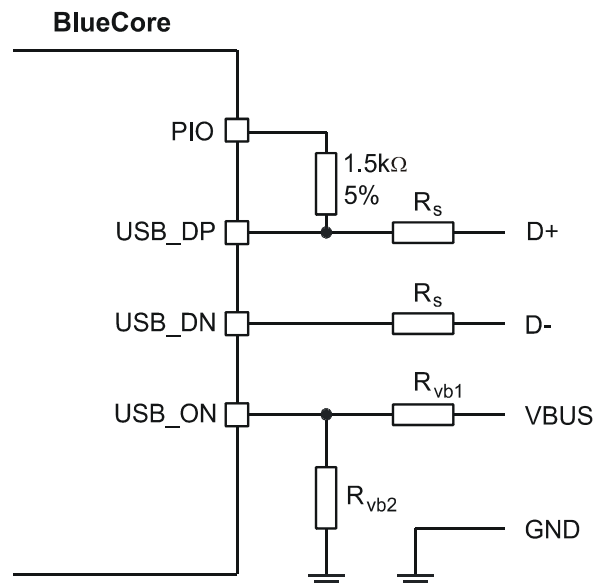 BlueCore
PIO
1.5kΩ
5%
USB_DP
Rs
D+
USB_DN
Rs
D-
USB_ON
Rvb1
VBUS
Rvb2
GND